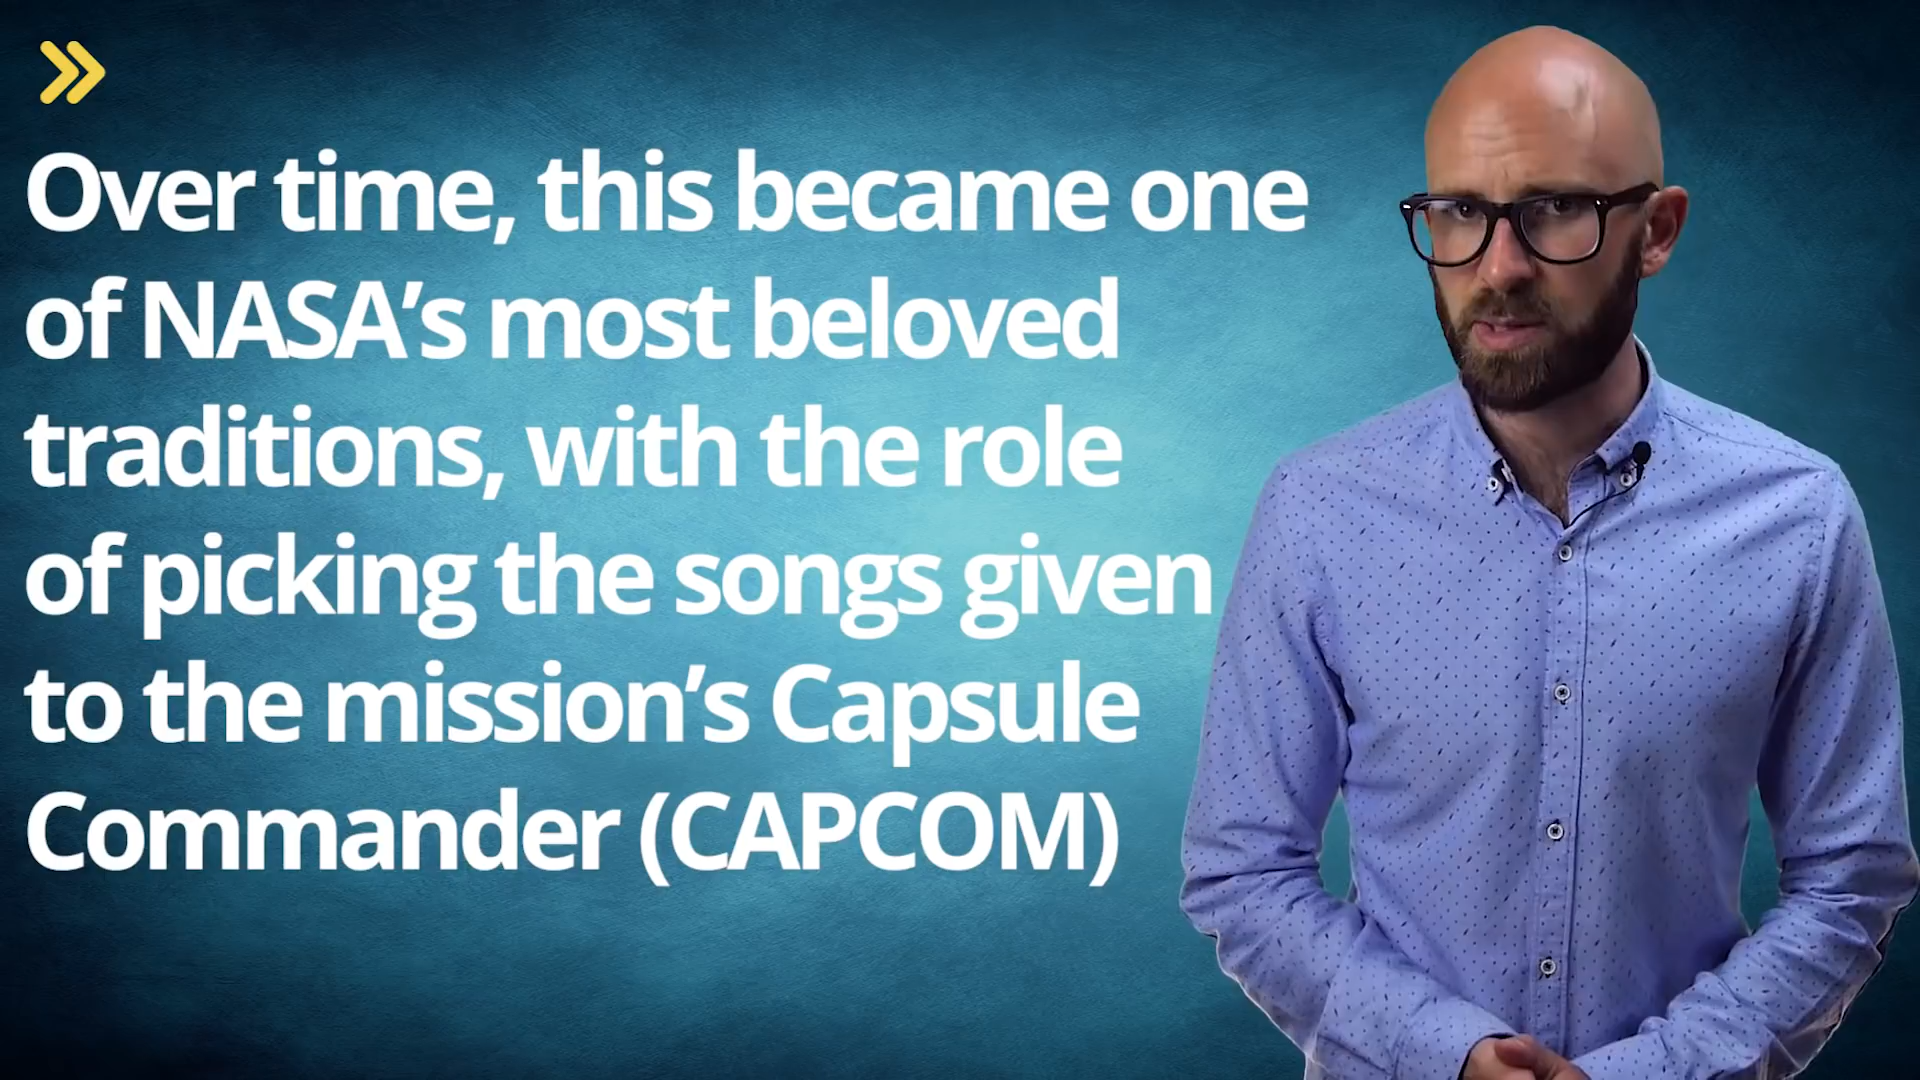 Over time, this became one
of NASA’s most beloved
traditions, with the role
of picking the songs given
to the mission’s Capsule
Commander (CAPCOM)